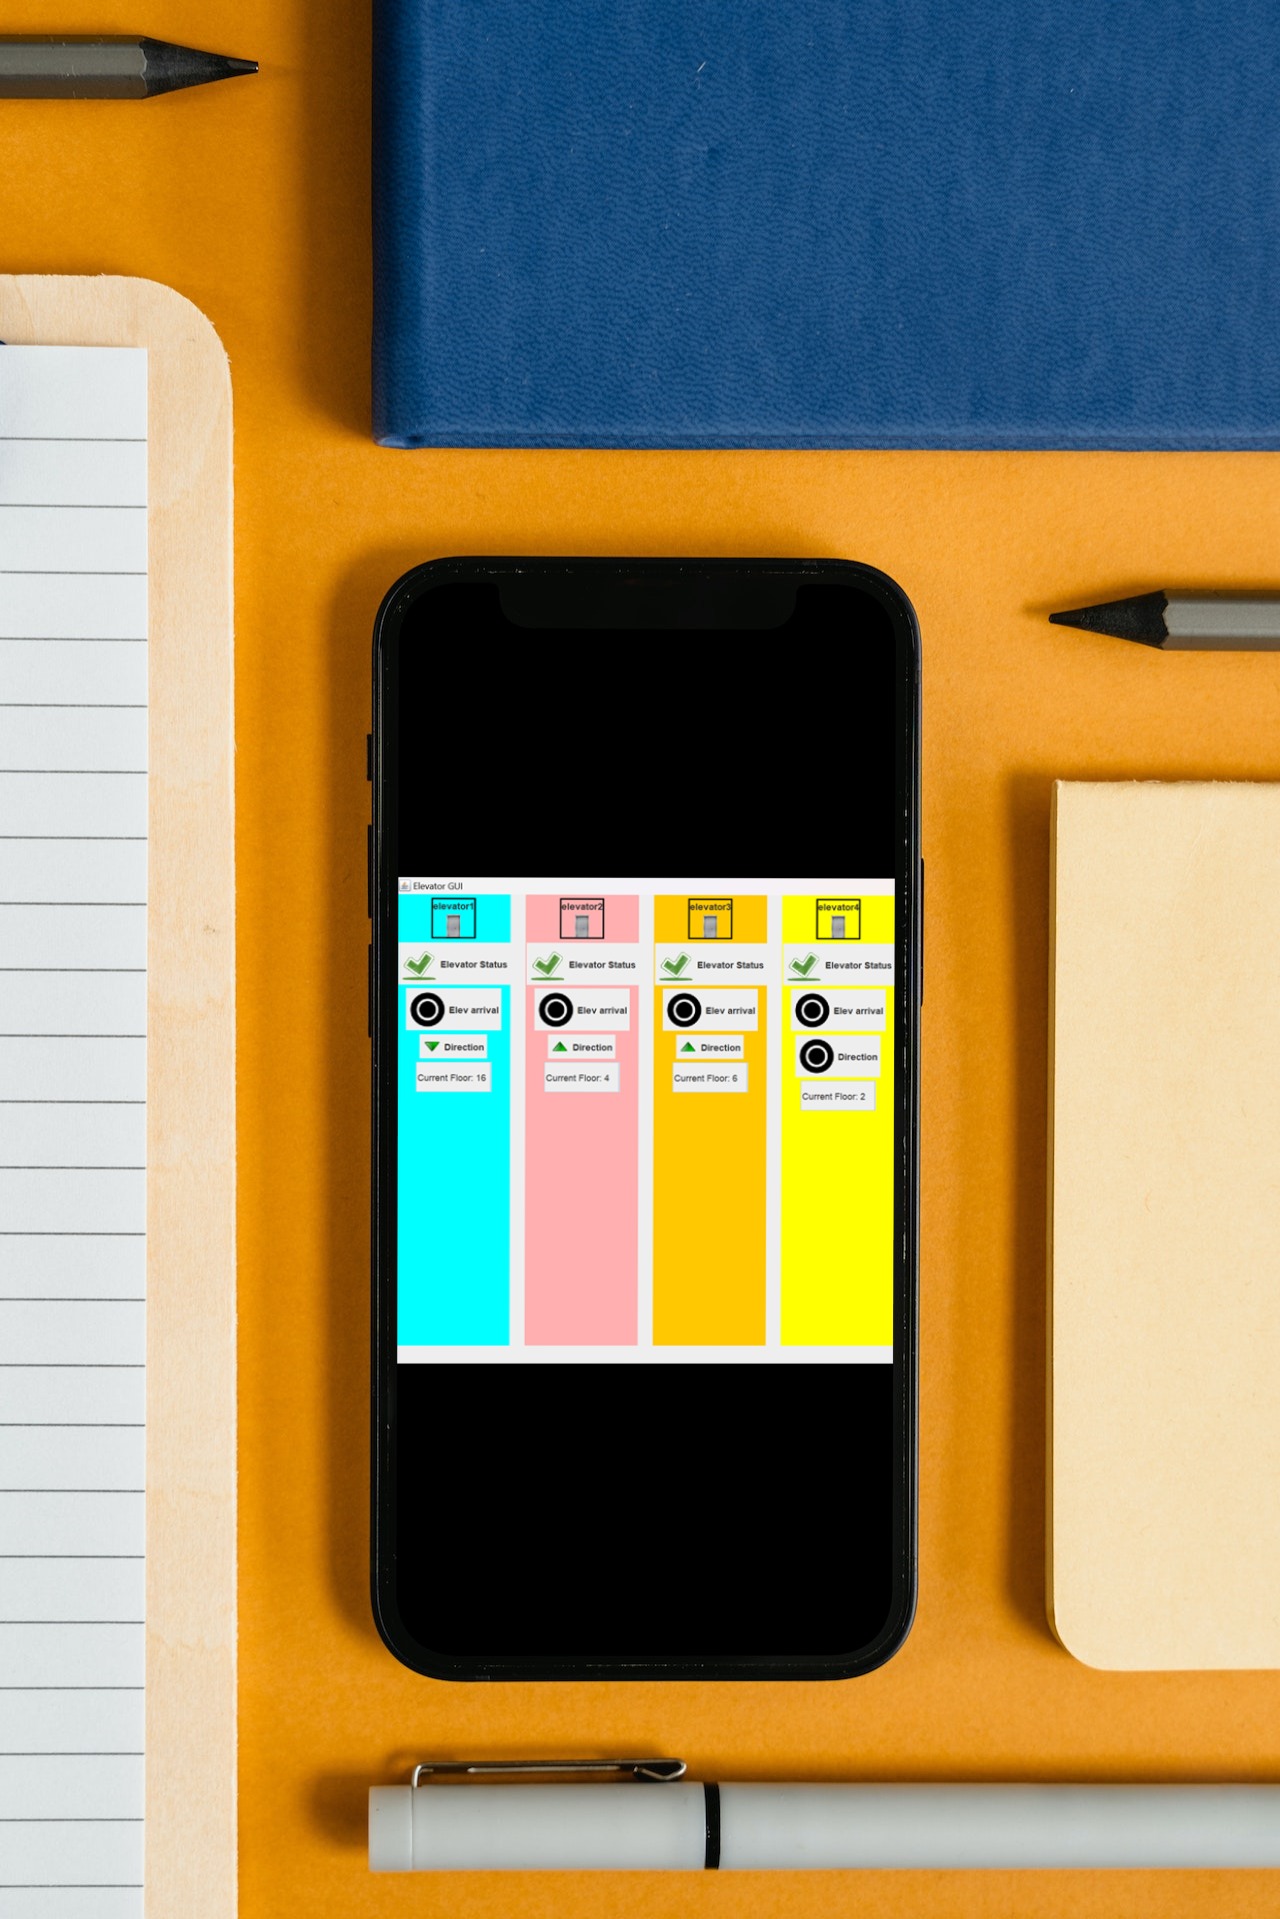 Elevator GUI
elevator1
Elevator Status
Elev arrival
Direction
Current Floor: 16
elevator2
Elevator Status
Elev arrival
Direction
Current Floor: 4
elevator3
Elevator Status
Elev arrival
Direction
Current Floor: 6
elevator4
Elevator Status
Elev arrival
Direction
Current Floor: 2